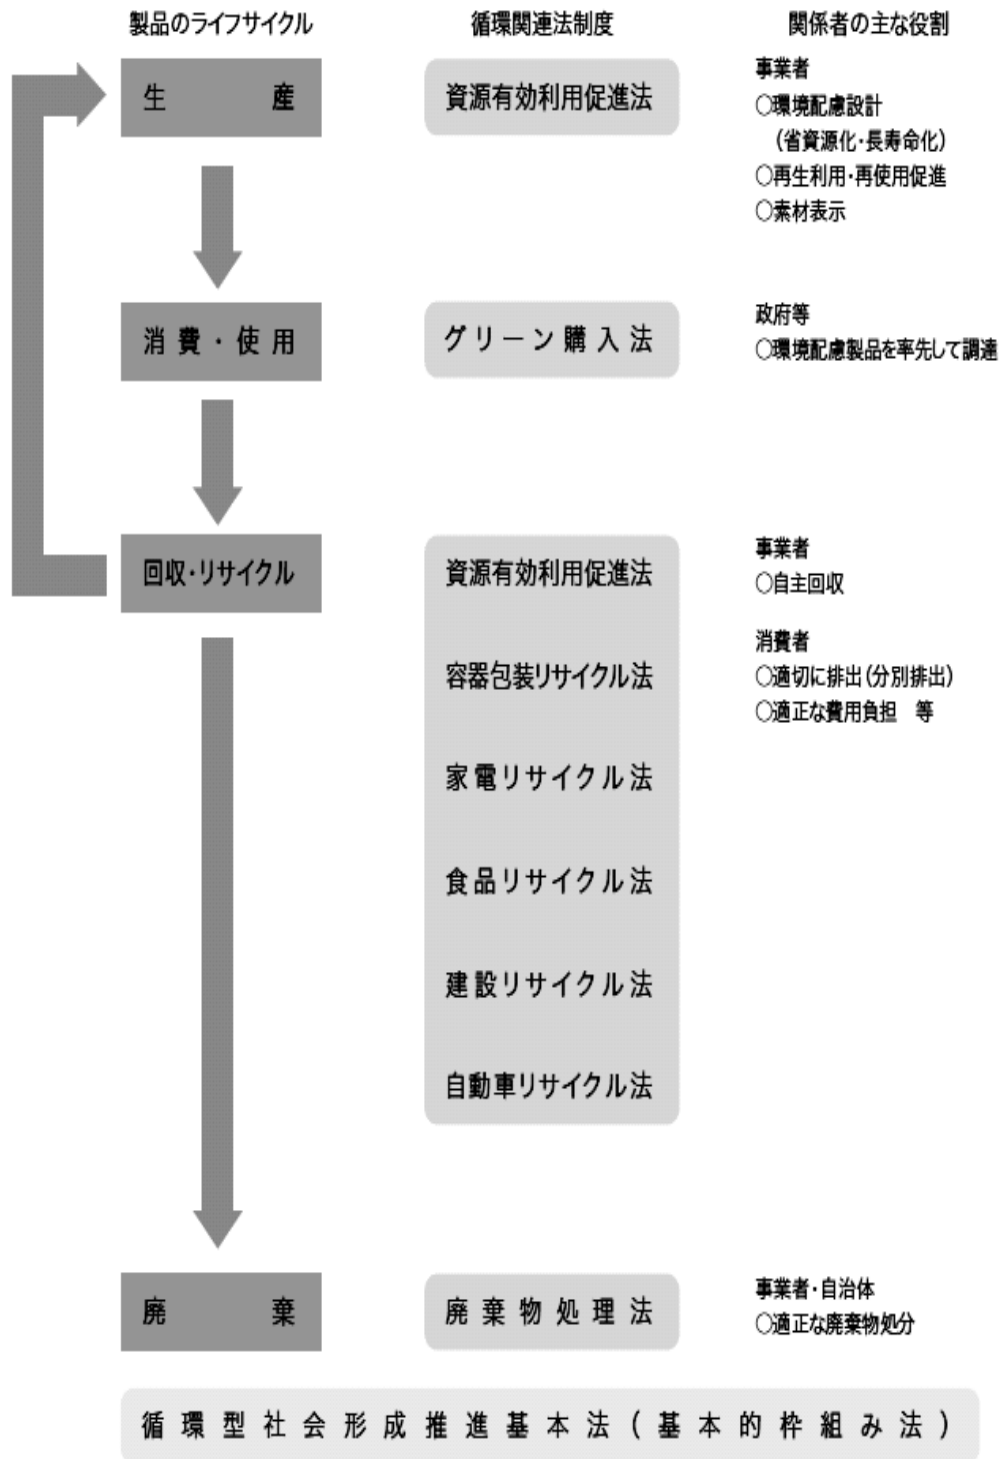 製品のライフサイクル
循環関連法制度
関係者の主な役割
生産
資源有効利用促進法
事業者
○環境配慮設計
(省資源化・長寿命化)
○再生利用・再使用促進
○素材表示
消費・使用
グリーン購入法
政府等
○環境配慮製品を率先して調達
回収・リサイクル
資源有効利用促進法
容器包装リサイクル法
家電リサイクル法
食品リサイクル法
建設リサイクル法
自動車リサイクル法
事業者
○自主回収
消費者
○適切に排出(分別排出)
○適正な費用負担 等
廃棄
廃棄物処理法
事業者・自治体
○適正な廃棄物処分
循環型社会形成推進基本法(基本的枠組み法)